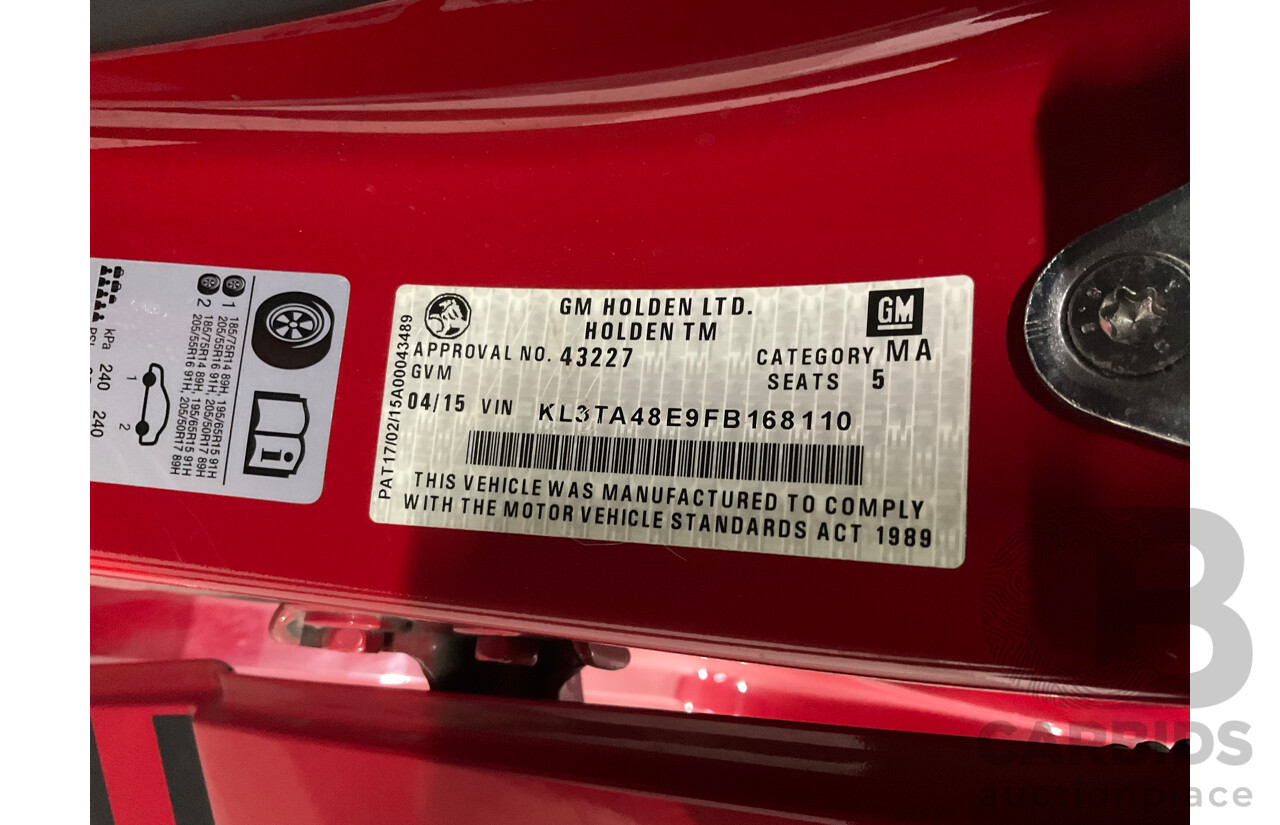 GM HOLDEN LTD.
HOLDEN TM
GM
APPROVAL NO. 43227
CATEGORY MA
GVM
SEATS 5
04/15 VIN KL3TA48E9FB168110
THIS VEHICLE WAS MANUFACTURED TO COMPLY
WITH THE MOTOR VEHICLE STANDARDS ACT 1989
PAT17/02/15A00043489
1 185/75R14 89H, 195/65R15 91H
205/55R16 91H, 205/50R17 89H
2 185/75R14 89H, 195/65R15 91H
205/55R16 91H, 205/50R17 89H
kPa
240
240
1
2
i
CARBIDS
auctionplace